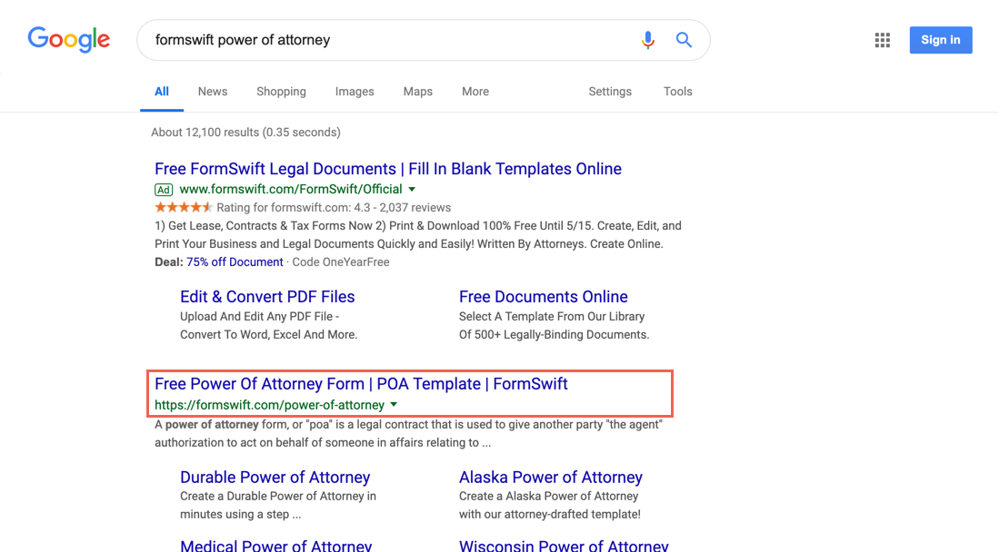 Google
formswift power of attorney
Sign in
All News Shopping Images Maps More Settings Tools
About 12,100 results (0.35 seconds)
Free FormSwift Legal Documents | Fill In Blank Templates Online
Ad www.formswift.com/FormSwift/Official
Rating for formswift.com: 4.3 - 2,037 reviews
1) Get Lease, Contracts & Tax Forms Now 2) Print & Download 100% Free Until 5/15. Create, Edit, and
Print Your Business and Legal Documents Quickly and Easily! Written By Attorneys. Create Online.
Deal: 75% off Document · Code OneYearFree
Edit & Convert PDF Files
Upload And Edit Any PDF File -
Convert To Word, Excel And More.
Free Documents Online
Select A Template From Our Library
Of 500+ Legally-Binding Documents.
Free Power Of Attorney Form | POA Template | FormSwift
https://formswift.com/power-of-attorney
A power of attorney form, or "poa" is a legal contract that is used to give another party "the agent"
authorization to act on behalf of someone in affairs relating to ...
Durable Power of Attorney
Create a Durable Power of Attorney in
minutes using a step ...
Alaska Power of Attorney
Create a Alaska Power of Attorney
with our attorney-drafted template!
Medical Power of Attorney
Wisconsin Power of Attorney